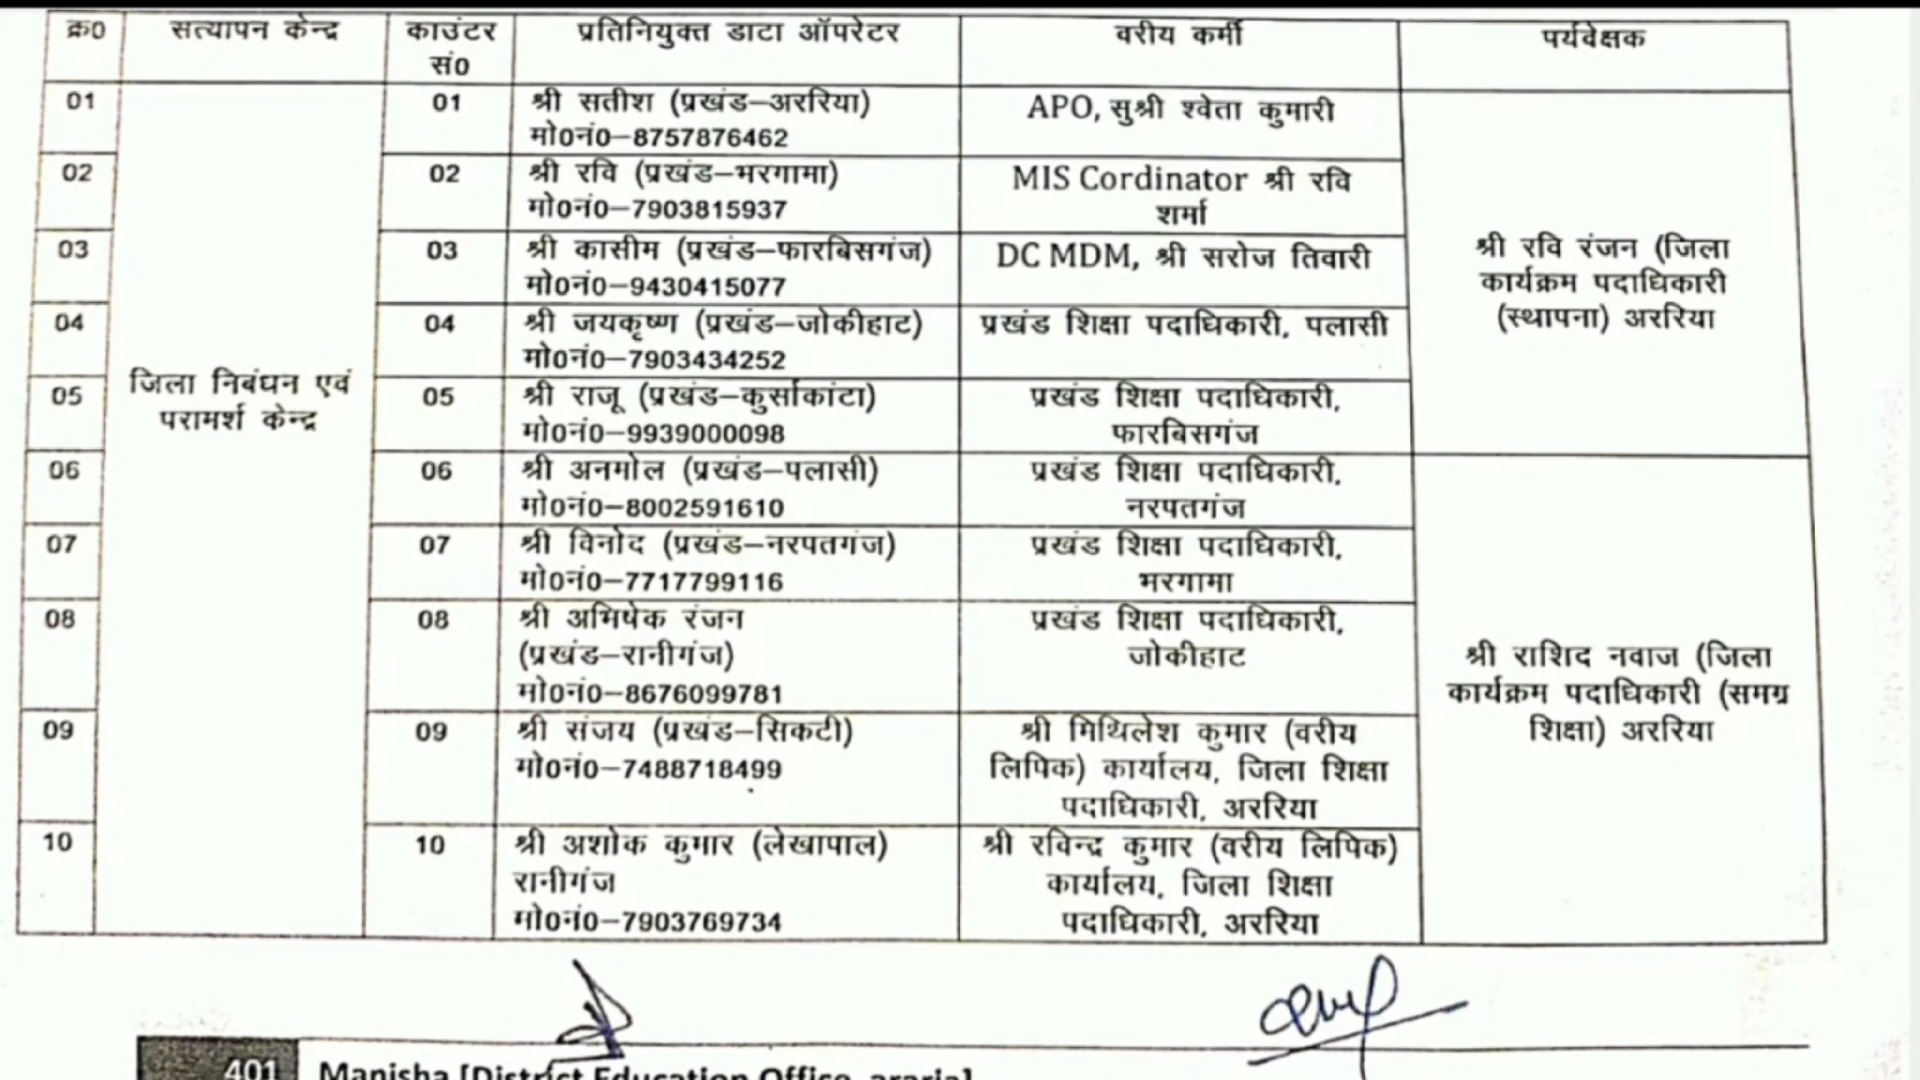 क्र0 सत्यापन केन्द्र काउंटर सं0 प्रतिनियुक्त डाटा ऑपरेटर वरीय कर्मी पर्यवेक्षक
01 01 श्री सतीश (प्रखंड–अररिया) APO, सुश्री श्वेता कुमारी
मो0नं0–8757876462
02 02 श्री रवि (प्रखंड–भरगामा) MIS Cordinator श्री रवि
मो0नं0–7903815937 शर्मा
03 03 श्री कासीम (प्रखंड–फारबिसगंज) DC MDM, श्री सरोज तिवारी
मो0नं0–9430415077
श्री रवि रंजन (जिला
कार्यक्रम पदाधिकारी
(स्थापना) अररिया
04 04 श्री जयकृष्ण (प्रखंड–जोकीहाट) प्रखंड शिक्षा पदाधिकारी, पलासी
मो0नं0–7903434252
जिला निबंधन एवं
परामर्श केन्द्र
05 05 श्री राजू (प्रखंड–कुर्साकांटा) प्रखंड शिक्षा पदाधिकारी,
मो0नं0–9939000098 फारबिसगंज
06 06 श्री अनमोल (प्रखंड–पलासी) प्रखंड शिक्षा पदाधिकारी,
मो0नं0–8002591610 नरपतगंज
07 07 श्री विनोद (प्रखंड–नरपतगंज) प्रखंड शिक्षा पदाधिकारी,
मो0नं0–7717799116 भरगामा
08 08 श्री अभिषेक रंजन प्रखंड शिक्षा पदाधिकारी,
(प्रखंड–रानीगंज) जोकीहाट
मो0नं0–8676099781
श्री राशिद नवाज (जिला
कार्यक्रम पदाधिकारी (समग्र
शिक्षा) अररिया
09 09 श्री संजय (प्रखंड–सिकटी) श्री मिथिलेश कुमार (वरीय
मो0नं0–7488718499 लिपिक) कार्यालय, जिला शिक्षा
पदाधिकारी, अररिया
10 10 श्री अशोक कुमार (लेखापाल) श्री रविन्द्र कुमार (वरीय लिपिक)
रानीगंज कार्यालय, जिला शिक्षा
मो0नं0–7903769734 पदाधिकारी, अररिया
401 Manisha [District Education Office, araria]